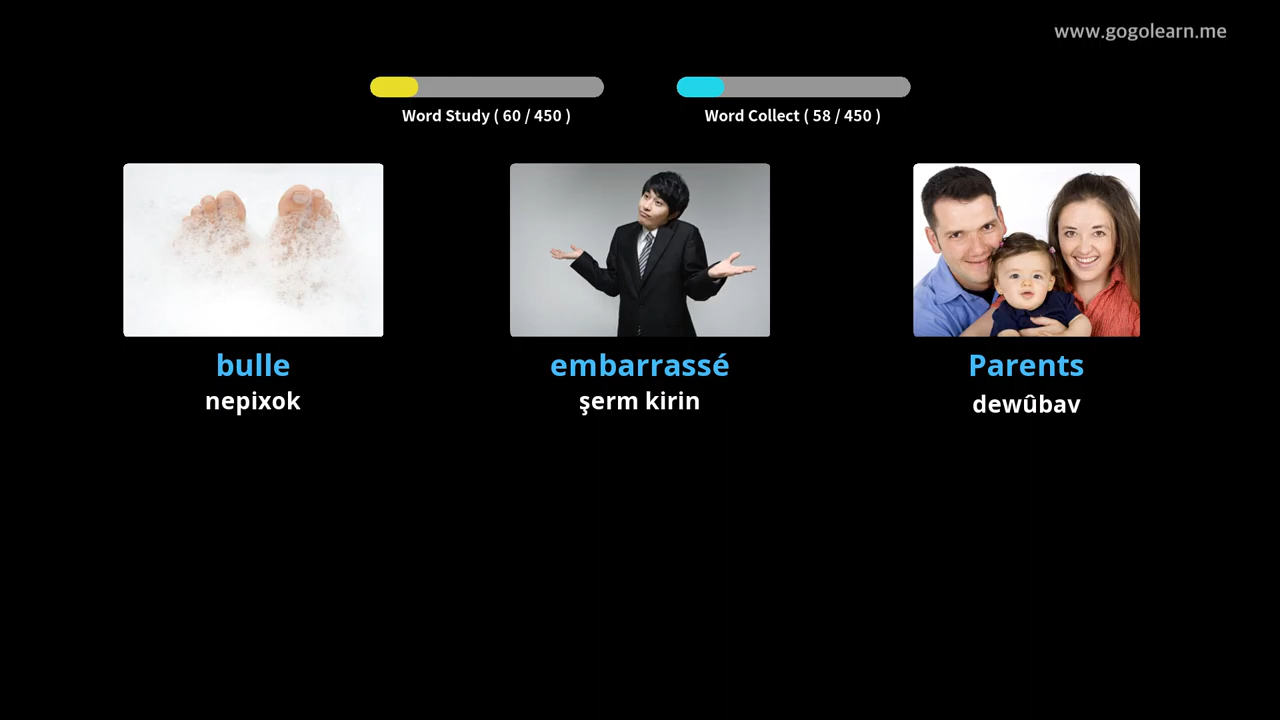 www.gogolearn.me
Word Study ( 60 / 450 )
Word Collect ( 58 / 450 )
bulle
embarrassé
Parents
nepixok
şerm kirin
dewûbav